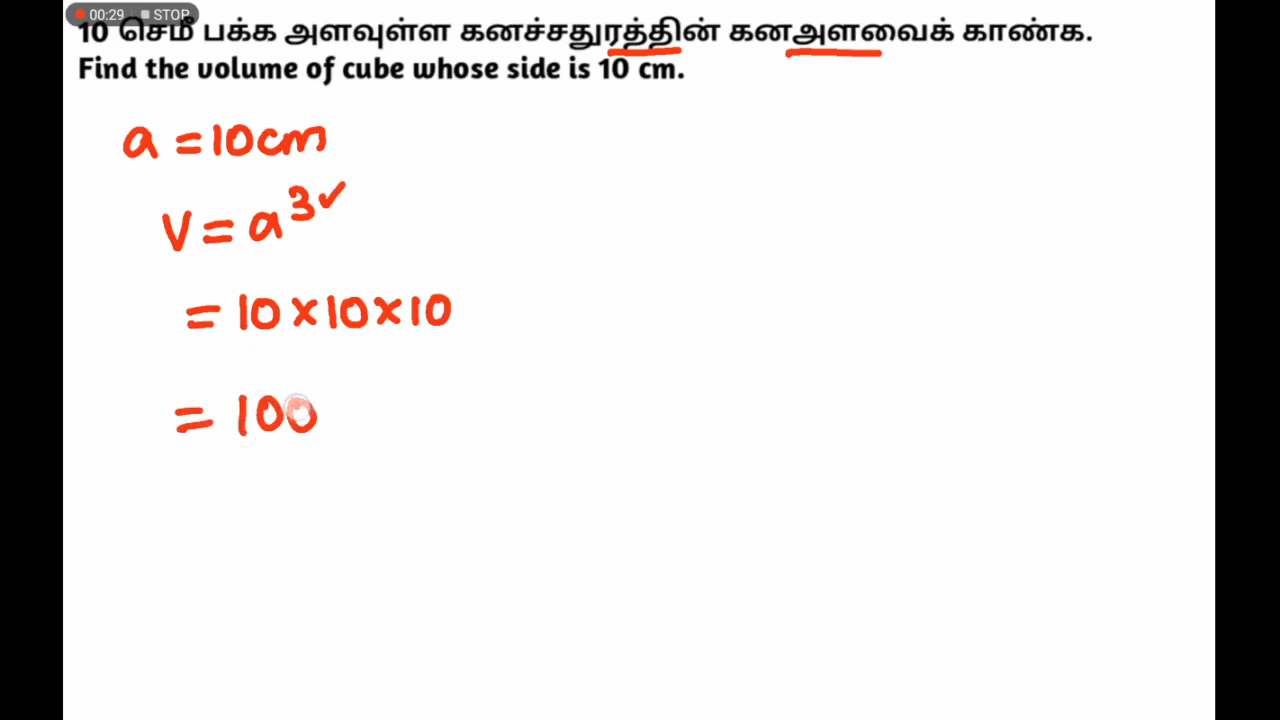 00:29 STOP
10 செமீ பக்க அளவுள்ள கனச்சதுரத்தின் கனஅளவைக் காண்க.
Find the volume of cube whose side is 10 cm.
a = 10cm
V = a³ ✓
= 10 × 10 × 10
= 100